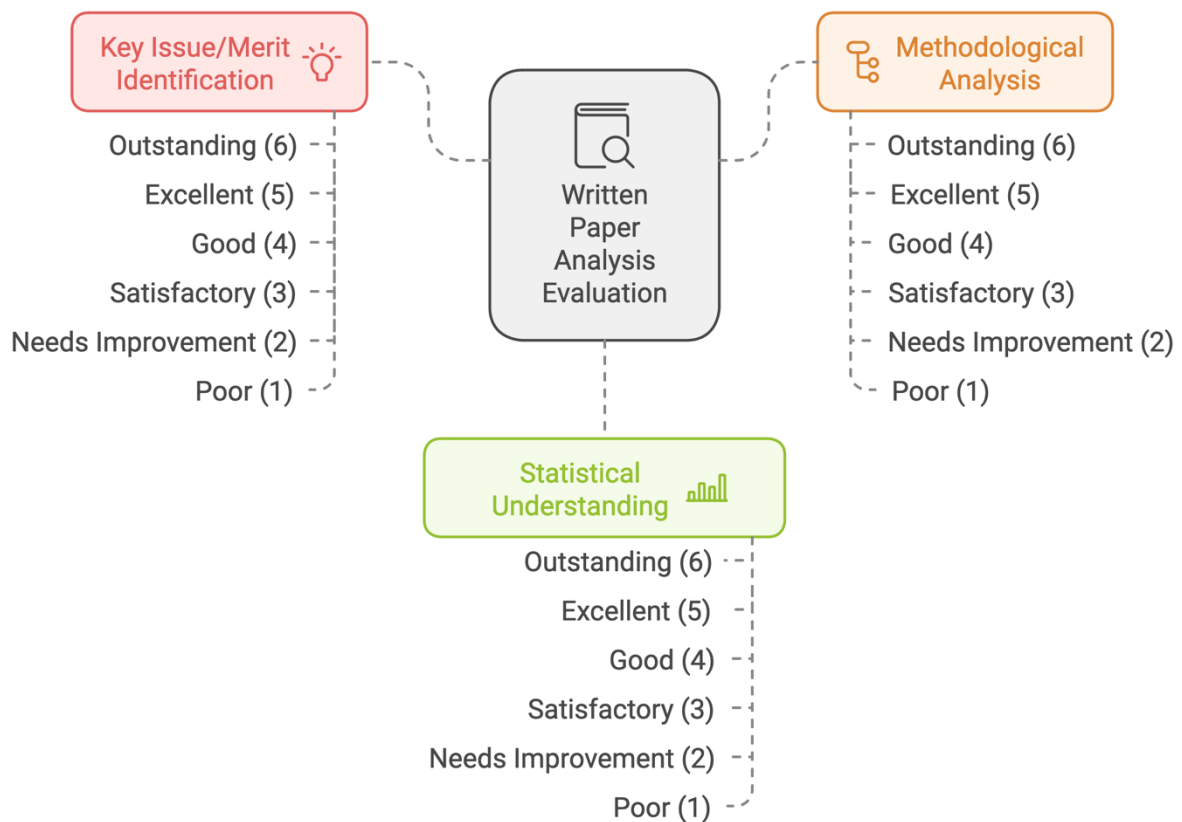 Key Issue/Merit
Identification
Outstanding (6)
Excellent (5)
Good (4)
Satisfactory (3)
Needs Improvement (2)
Poor (1)
Written
Paper
Analysis
Evaluation
Methodological
Analysis
Outstanding (6)
Excellent (5)
Good (4)
Satisfactory (3)
Needs Improvement (2)
Poor (1)
Statistical
Understanding
Outstanding (6)
Excellent (5)
Good (4)
Satisfactory (3)
Needs Improvement (2)
Poor (1)